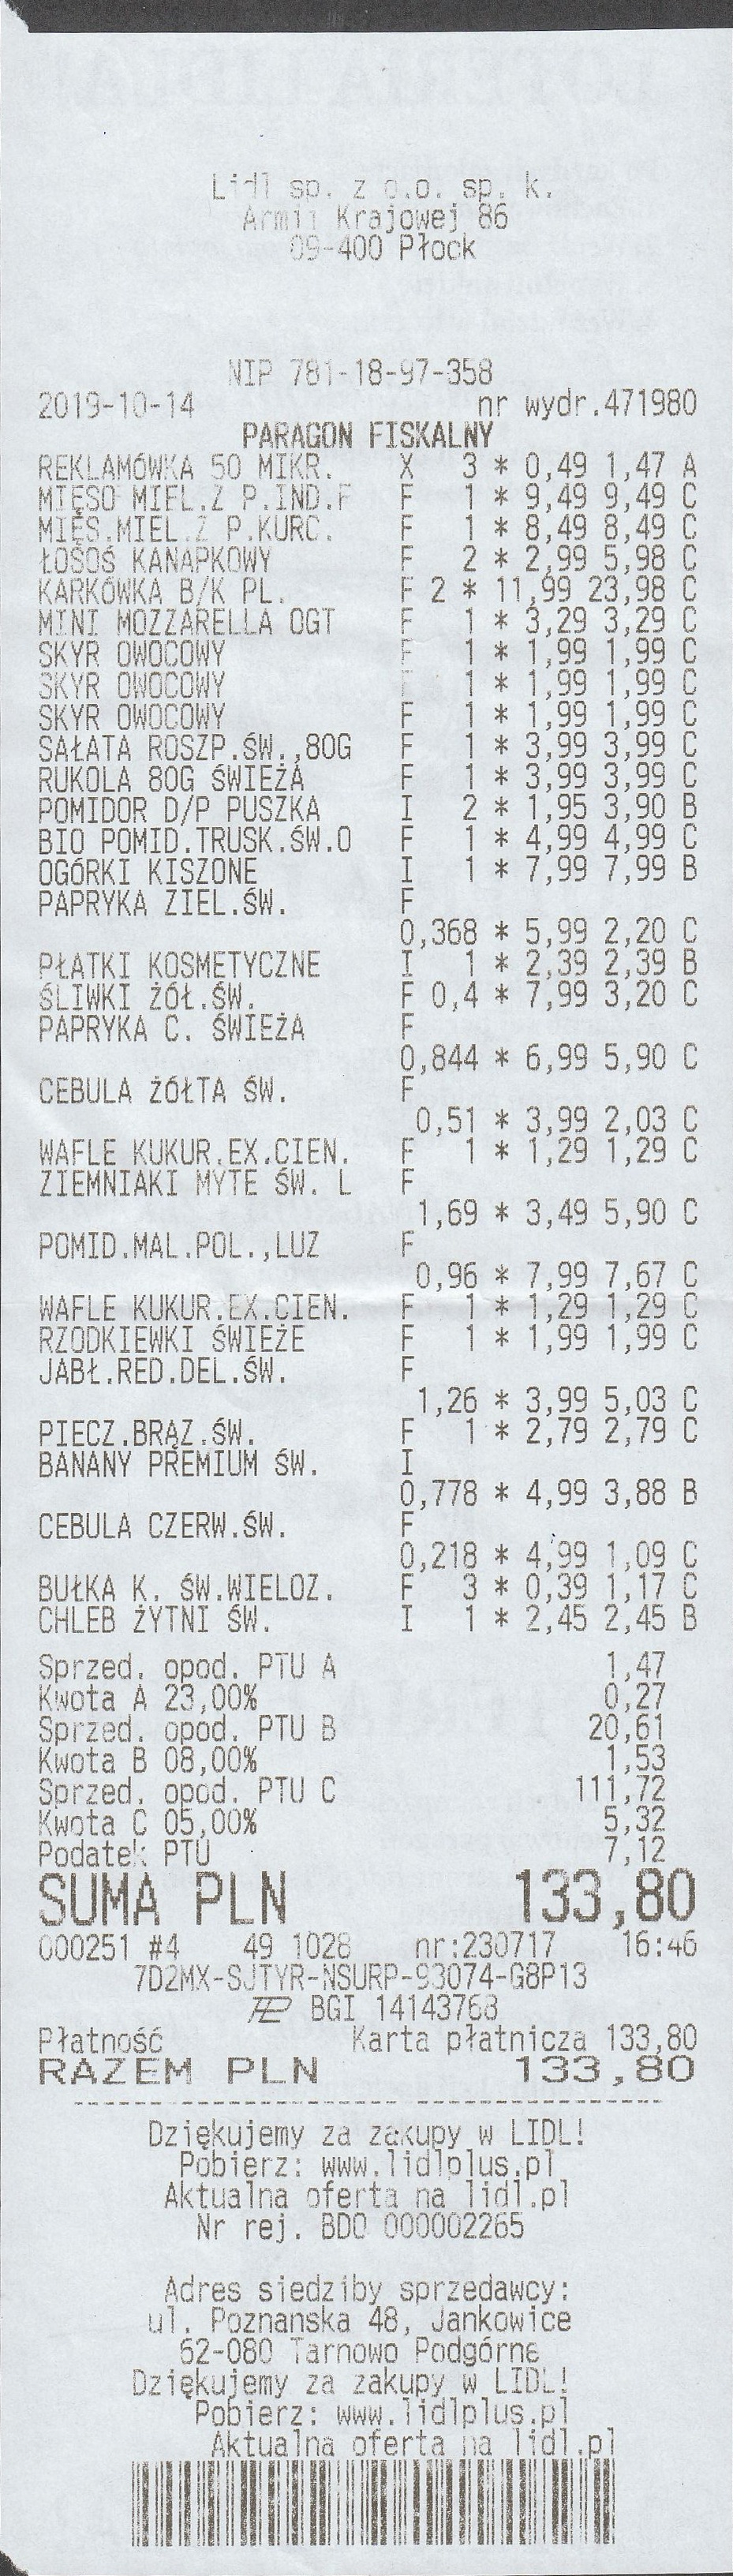 Lidl sp. z o.o. sp. k.
Armii Krajowej 86
09-400 Płock
NIP 781-18-97-358
2019-10-14 nr wydr.471980
PARAGON FISKALNY
REKLAMÓWKA 50 MIKR. X 3 * 0,49 1,47 A
MIĘSO MIEL.Z P.IND.F F 1 * 9,49 9,49 C
MIĘS.MIEL.Z P.KURC. F 1 * 8,49 8,49 C
ŁOSOŚ KANAPKOWY F 2 * 2,99 5,98 C
KARKÓWKA B/K PL. F 2 * 11,99 23,98 C
MINI MOZZARELLA OGT F 1 * 3,29 3,29 C
SKYR OWOCOWY F 1 * 1,99 1,99 C
SKYR OWOCOWY F 1 * 1,99 1,99 C
SKYR OWOCOWY F 1 * 1,99 1,99 C
SAŁATA ROSZP.ŚW.,80G F 1 * 3,99 3,99 C
RUKOLA 80G ŚWIEŻA F 1 * 3,99 3,99 C
POMIDOR D/P PUSZKA I 2 * 1,95 3,90 B
BIO POMID.TRUSK.ŚW.O F 1 * 4,99 4,99 C
OGÓRKI KISZONE I 1 * 7,99 7,99 B
PAPRYKA ZIEL.ŚW. F
0,368 * 5,99 2,20 C
PŁATKI KOSMETYCZNE I 1 * 2,39 2,39 B
ŚLIWKI ŻÓŁ.ŚW. F 0,4 * 7,99 3,20 C
PAPRYKA C. ŚWIEŻA F
0,844 * 6,99 5,90 C
CEBULA ŻÓŁTA ŚW. F
0,51 * 3,99 2,03 C
WAFLE KUKUR.EX.CIEN. F 1 * 1,29 1,29 C
ZIEMNIAKI MYTE ŚW. L F
1,69 * 3,49 5,90 C
POMID.MAL.POL.,LUZ F
0,96 * 7,99 7,67 C
WAFLE KUKUR.EX.CIEN. F 1 * 1,29 1,29 C
RZODKIEWKI ŚWIEŻE F 1 * 1,99 1,99 C
JABŁ.RED.DEL.ŚW. F
1,26 * 3,99 5,03 C
PIECZ.BRĄZ.ŚW. F 1 * 2,79 2,79 C
BANANY PREMIUM ŚW. I
0,778 * 4,99 3,88 B
CEBULA CZERW.ŚW. F
0,218 * 4,99 1,09 C
BUŁKA K. ŚW.WIELOZ. F 3 * 0,39 1,17 C
CHLEB ŻYTNI ŚW. I 1 * 2,45 2,45 B
Sprzed. opod. PTU A 1,47
Kwota A 23,00% 0,27
Sprzed. opod. PTU B 20,61
Kwota B 08,00% 1,53
Sprzed. opod. PTU C 111,72
Kwota C 05,00% 5,32
Podatek PTU 7,12
SUMA PLN 133,80
000251 #4 49 1028 nr:230717 16:46
7D2MX-SJTYR-NSURP-93074-G8P13
BGI 14143768
Płatność Karta płatnicza 133,80
RAZEM PLN 133,80
Dziękujemy za zakupy w LIDL!
Pobierz: www.lidlplus.pl
Aktualna oferta na lidl.pl
Nr rej. BDO 000002265
Adres siedziby sprzedawcy:
ul. Poznanska 48, Jankowice
62-080 Tarnowo Podgórne
Dziękujemy za zakupy w LIDL!
Pobierz: www.lidlplus.pl
Aktualna oferta na lidl.pl